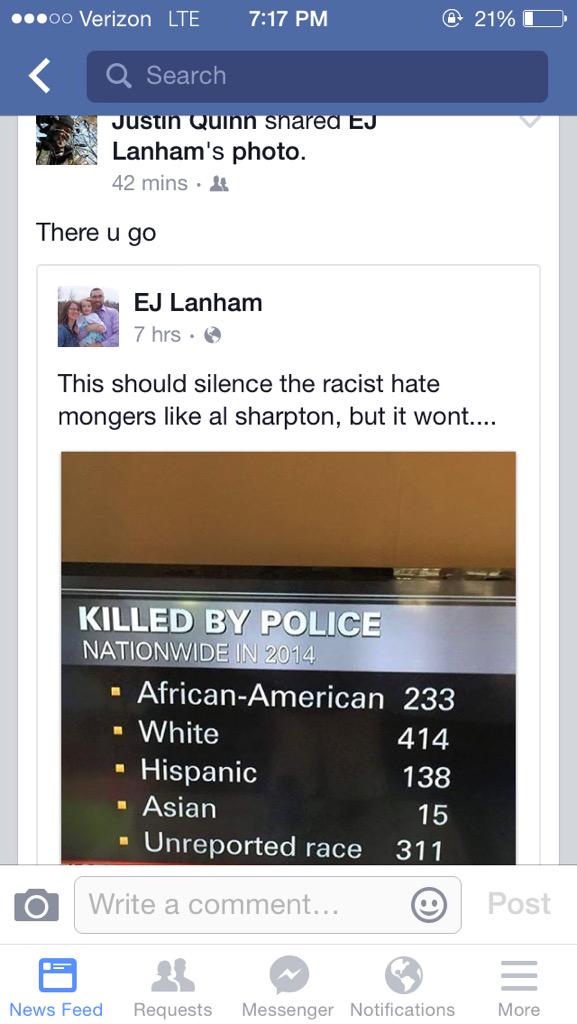 Verizon LTE 7:17 PM 21%
Search
Justin Quinn shared EJ
Lanham's photo.
42 mins ·
There u go
EJ Lanham
7 hrs ·
This should silence the racist hate
mongers like al sharpton, but it wont....
KILLED BY POLICE
NATIONWIDE IN 2014
▪ African-American 233
▪ White 414
▪ Hispanic 138
▪ Asian 15
▪ Unreported race 311
Write a comment... Post
News Feed Requests Messenger Notifications More